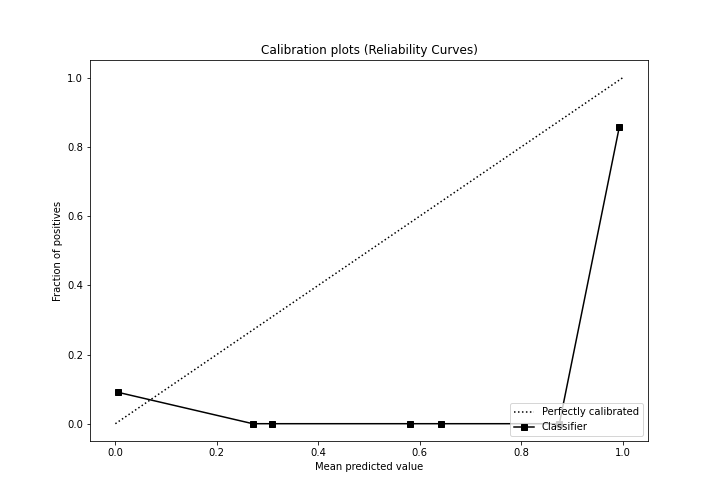 Calibration plots (Reliability Curves)
1.0
0.8
0.6
0.4
0.2
0.0
Fraction of positives
Perfectly calibrated
Classifier
0.0 0.2 0.4 0.6 0.8 1.0
Mean predicted value